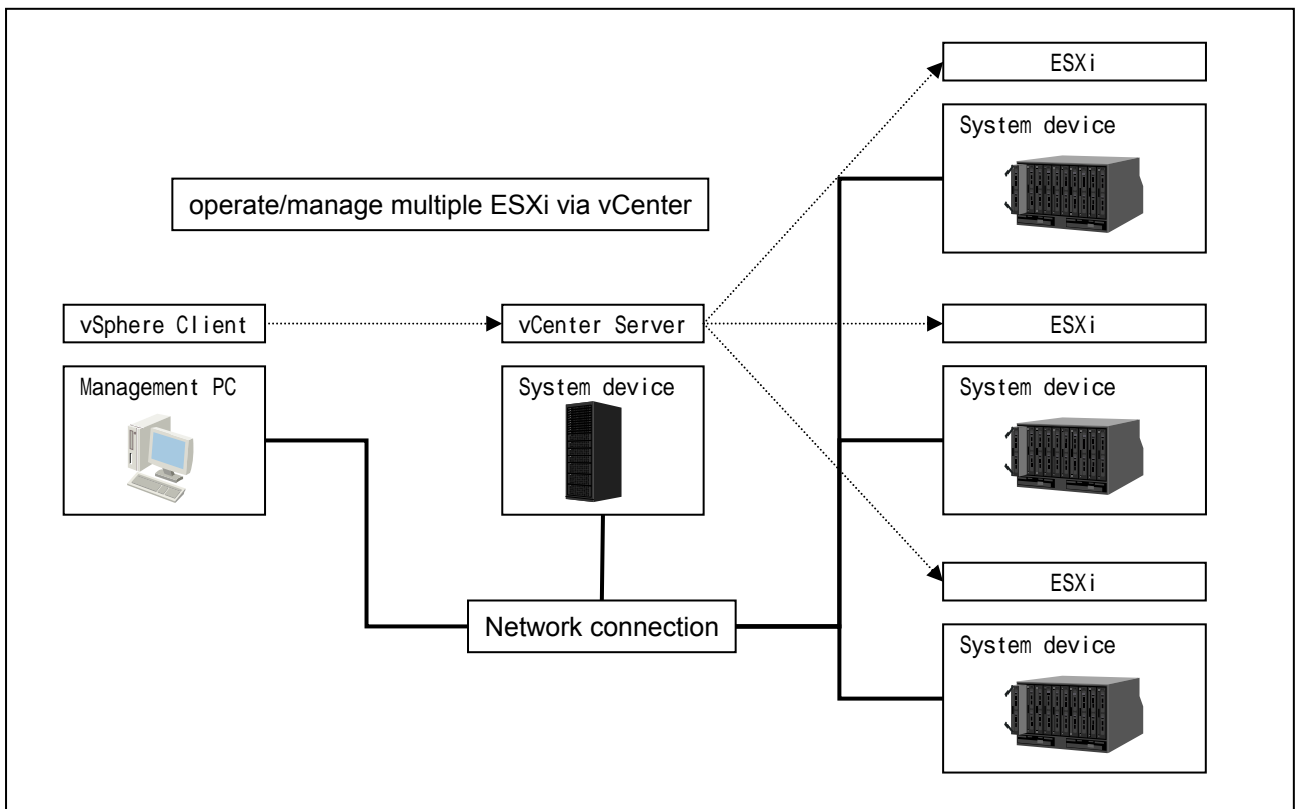 ESXi
System device
operate/manage multiple ESXi via vCenter
vSphere Client
vCenter Server
ESXi
Management PC
System device
System device
ESXi
Network connection
System device